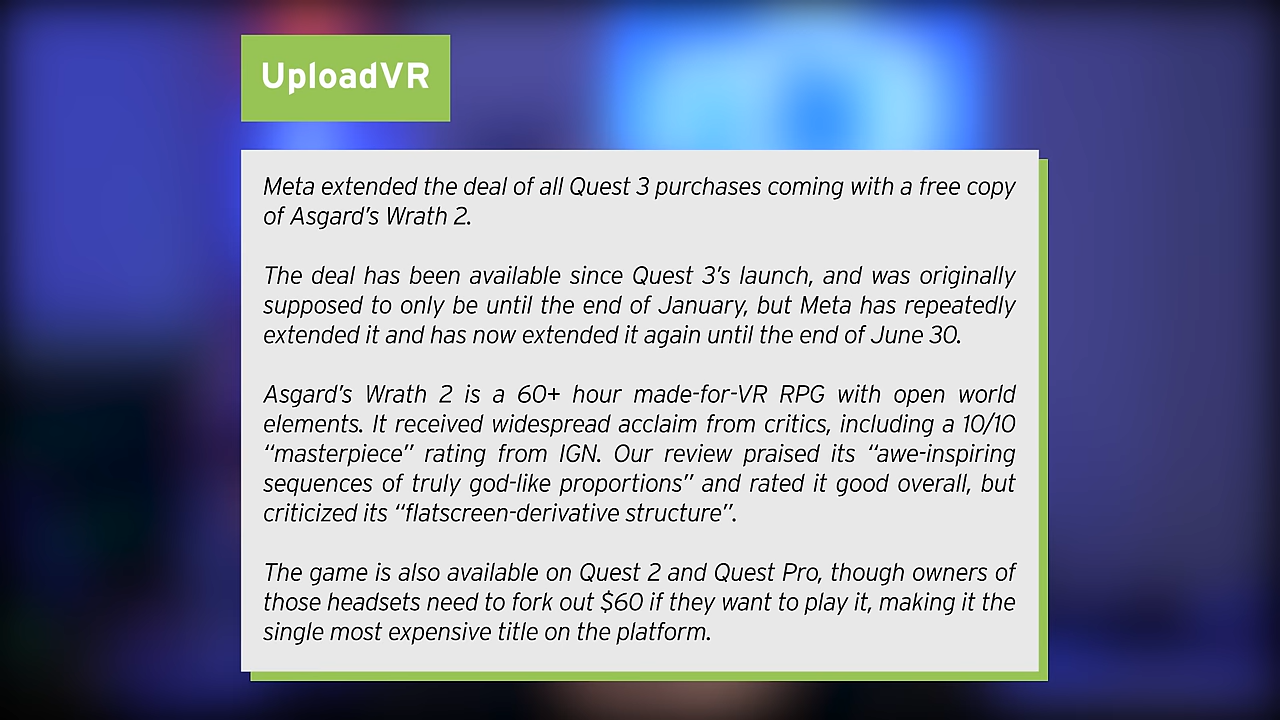 UploadVR
Meta extended the deal of all Quest 3 purchases coming with a free copy
of Asgard’s Wrath 2.
The deal has been available since Quest 3’s launch, and was originally
supposed to only be until the end of January, but Meta has repeatedly
extended it and has now extended it again until the end of June 30.
Asgard’s Wrath 2 is a 60+ hour made-for-VR RPG with open world
elements. It received widespread acclaim from critics, including a 10/10
“masterpiece” rating from IGN. Our review praised its “awe-inspiring
sequences of truly god-like proportions” and rated it good overall, but
criticized its “flatscreen-derivative structure”.
The game is also available on Quest 2 and Quest Pro, though owners of
those headsets need to fork out $60 if they want to play it, making it the
single most expensive title on the platform.